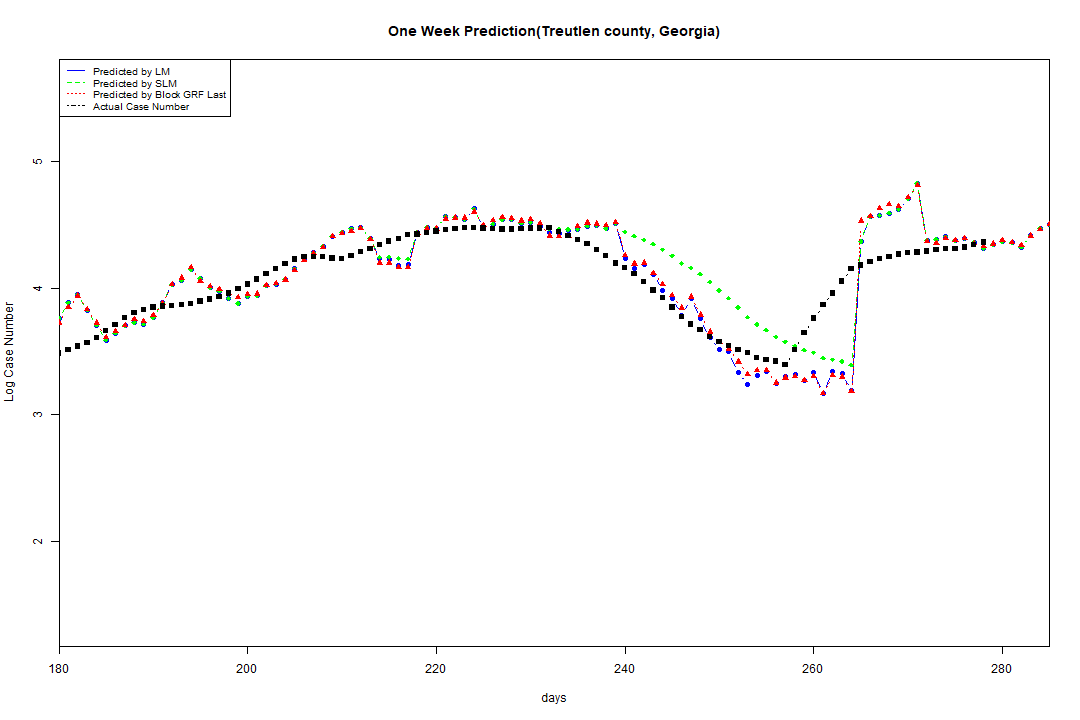 One Week Prediction(Treutlen county, Georgia)
Predicted by LM
Predicted by SLM
Predicted by Block GRF Last
Actual Case Number
5
4
3
2
Log Case Number
180 200 220 240 260 280
days